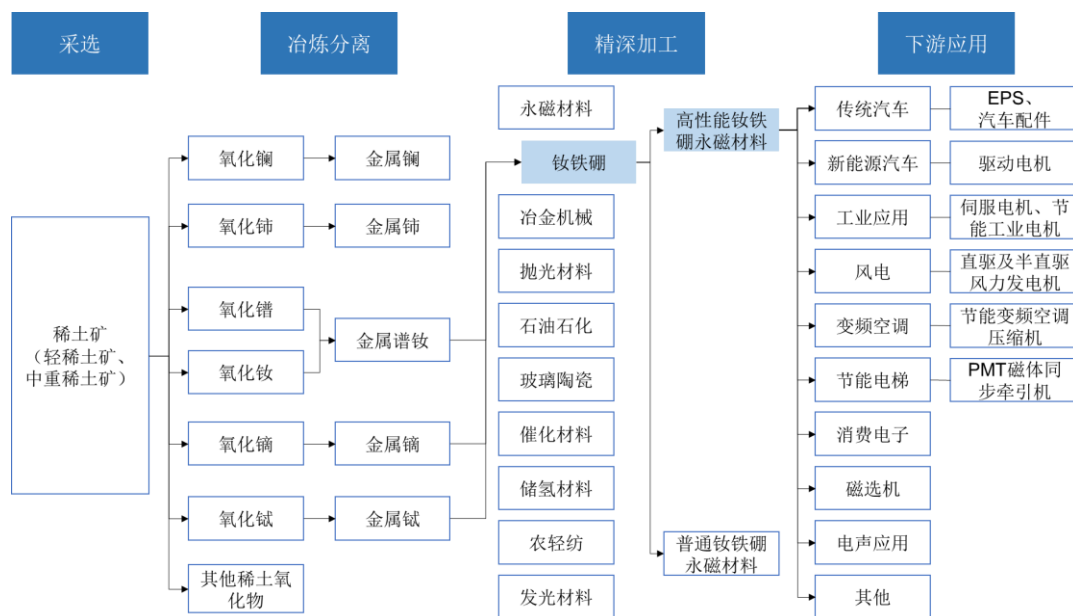 采选
冶炼分离
精深加工
下游应用
稀土矿
（轻稀土矿、
中重稀土矿）
氧化镧
氧化铈
氧化镨
氧化钕
氧化镝
氧化铽
其他稀土氧
化物
金属镧
金属铈
金属谱钕
金属镝
金属铽
永磁材料
钕铁硼
冶金机械
抛光材料
石油石化
玻璃陶瓷
催化材料
储氢材料
农轻纺
发光材料
高性能钕铁
硼永磁材料
普通钕铁硼
永磁材料
传统汽车
新能源汽车
工业应用
风电
变频空调
节能电梯
消费电子
磁选机
电声应用
其他
EPS、
汽车配件
驱动电机
伺服电机、节
能工业电机
直驱及半直驱
风力发电机
节能变频空调
压缩机
PMT磁体同
步牵引机